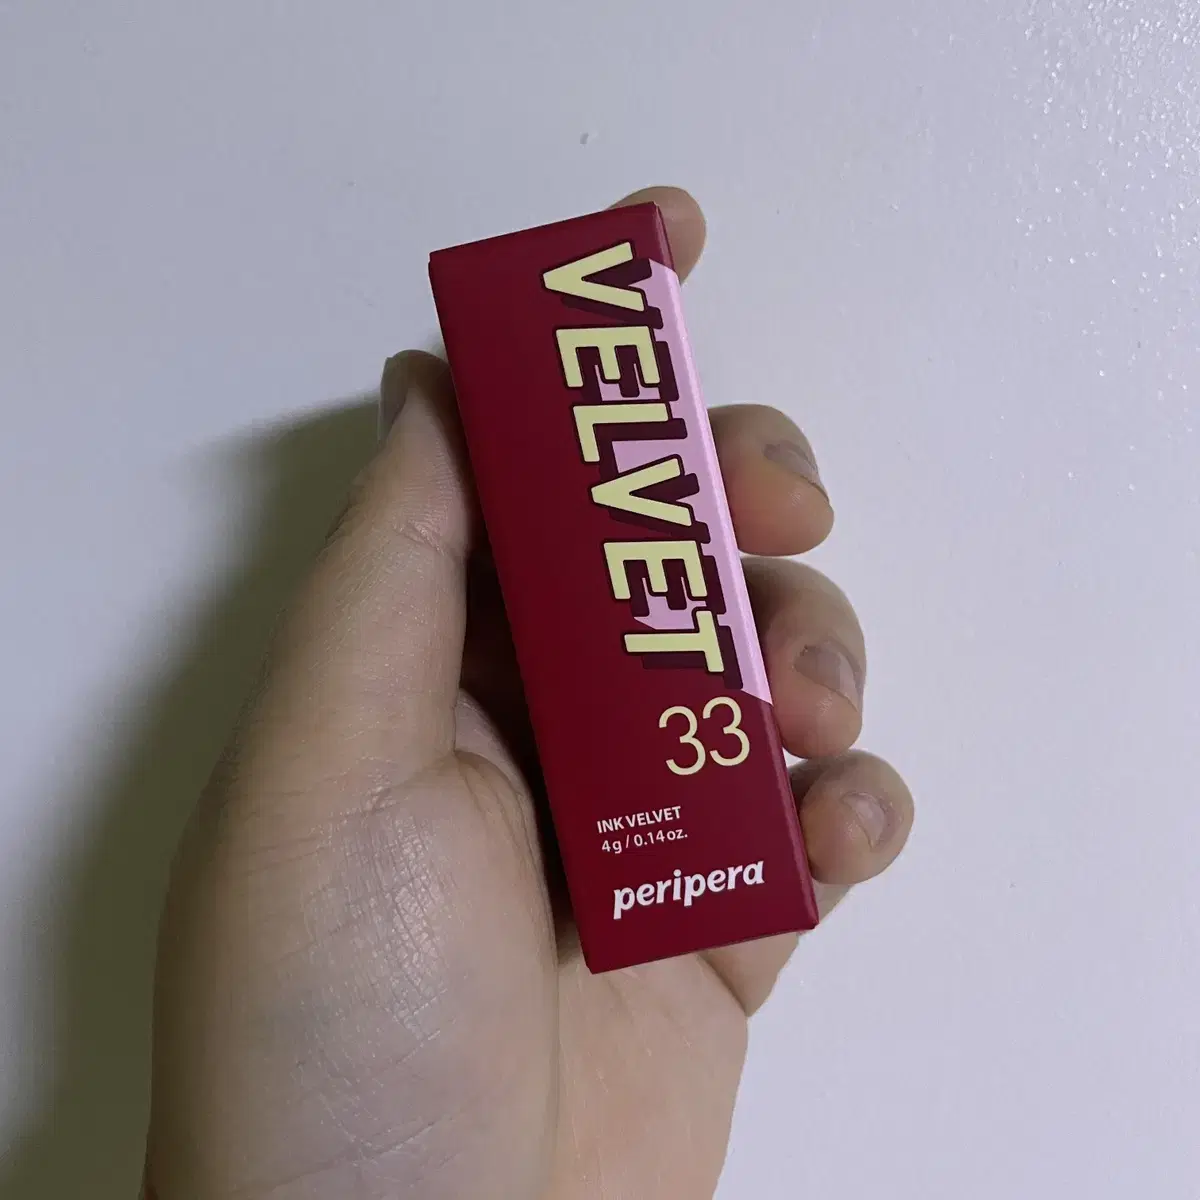 VELVET
33
INK VELVET
4g / 0.14oz.
peripera